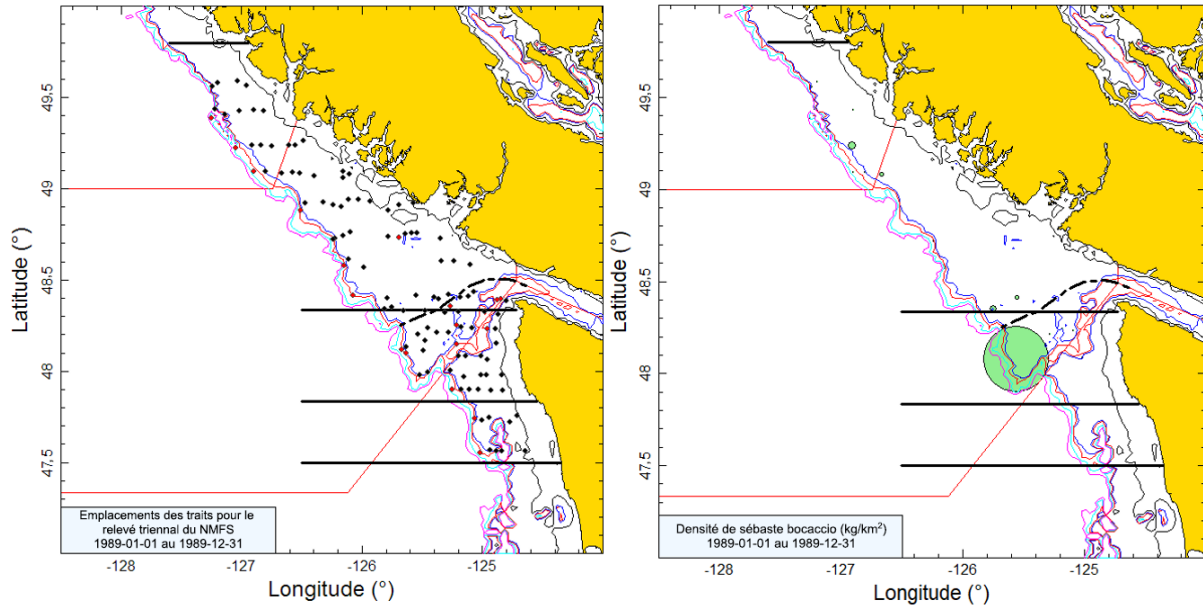 Latitude (°)
49,5
49
48,5
48
47,5
Emplacements des traits pour le
relevé triennal du NMFS
1989-01-01 au 1989-12-31
-128
-127
-126
-125
Longitude (°)
Latitude (°)
49,5
49
48,5
48
47,5
Densité de sébaste bocaccio (kg/km²)
1989-01-01 au 1989-12-31
-128
-127
-126
-125
Longitude (°)